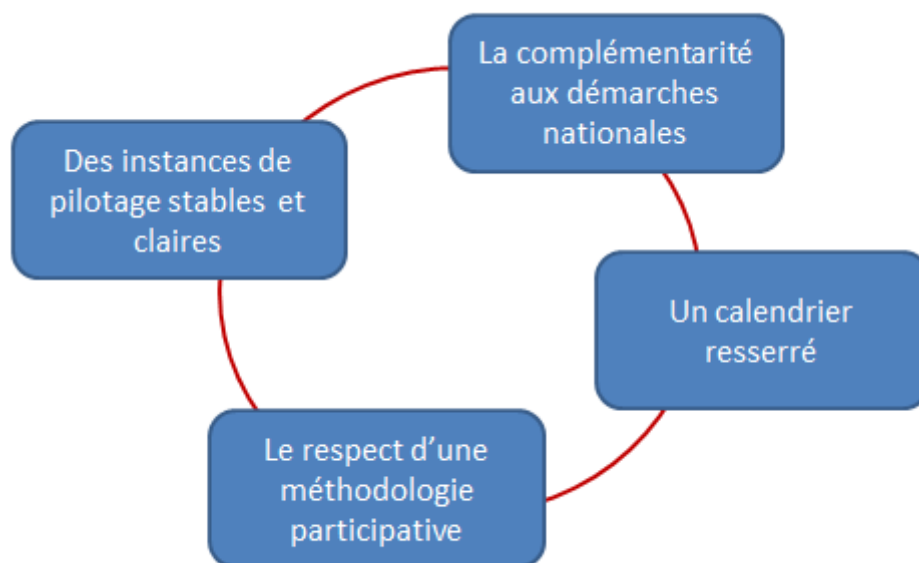 La complémentarité
aux démarches
nationales
Des instances de
pilotage stables et
claires
Un calendrier
resserré
Le respect d’une
méthodologie
participative